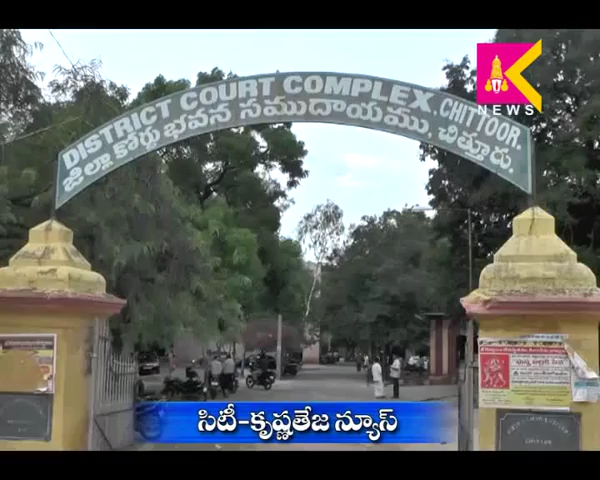 K
NEWS
DISTRICT COURT COMPLEX, CHITTOOR.
జిల్లా కోర్టు భవన సముదాయము, చిత్తూరు.
సిటీ-కృష్ణతేజ న్యూస్